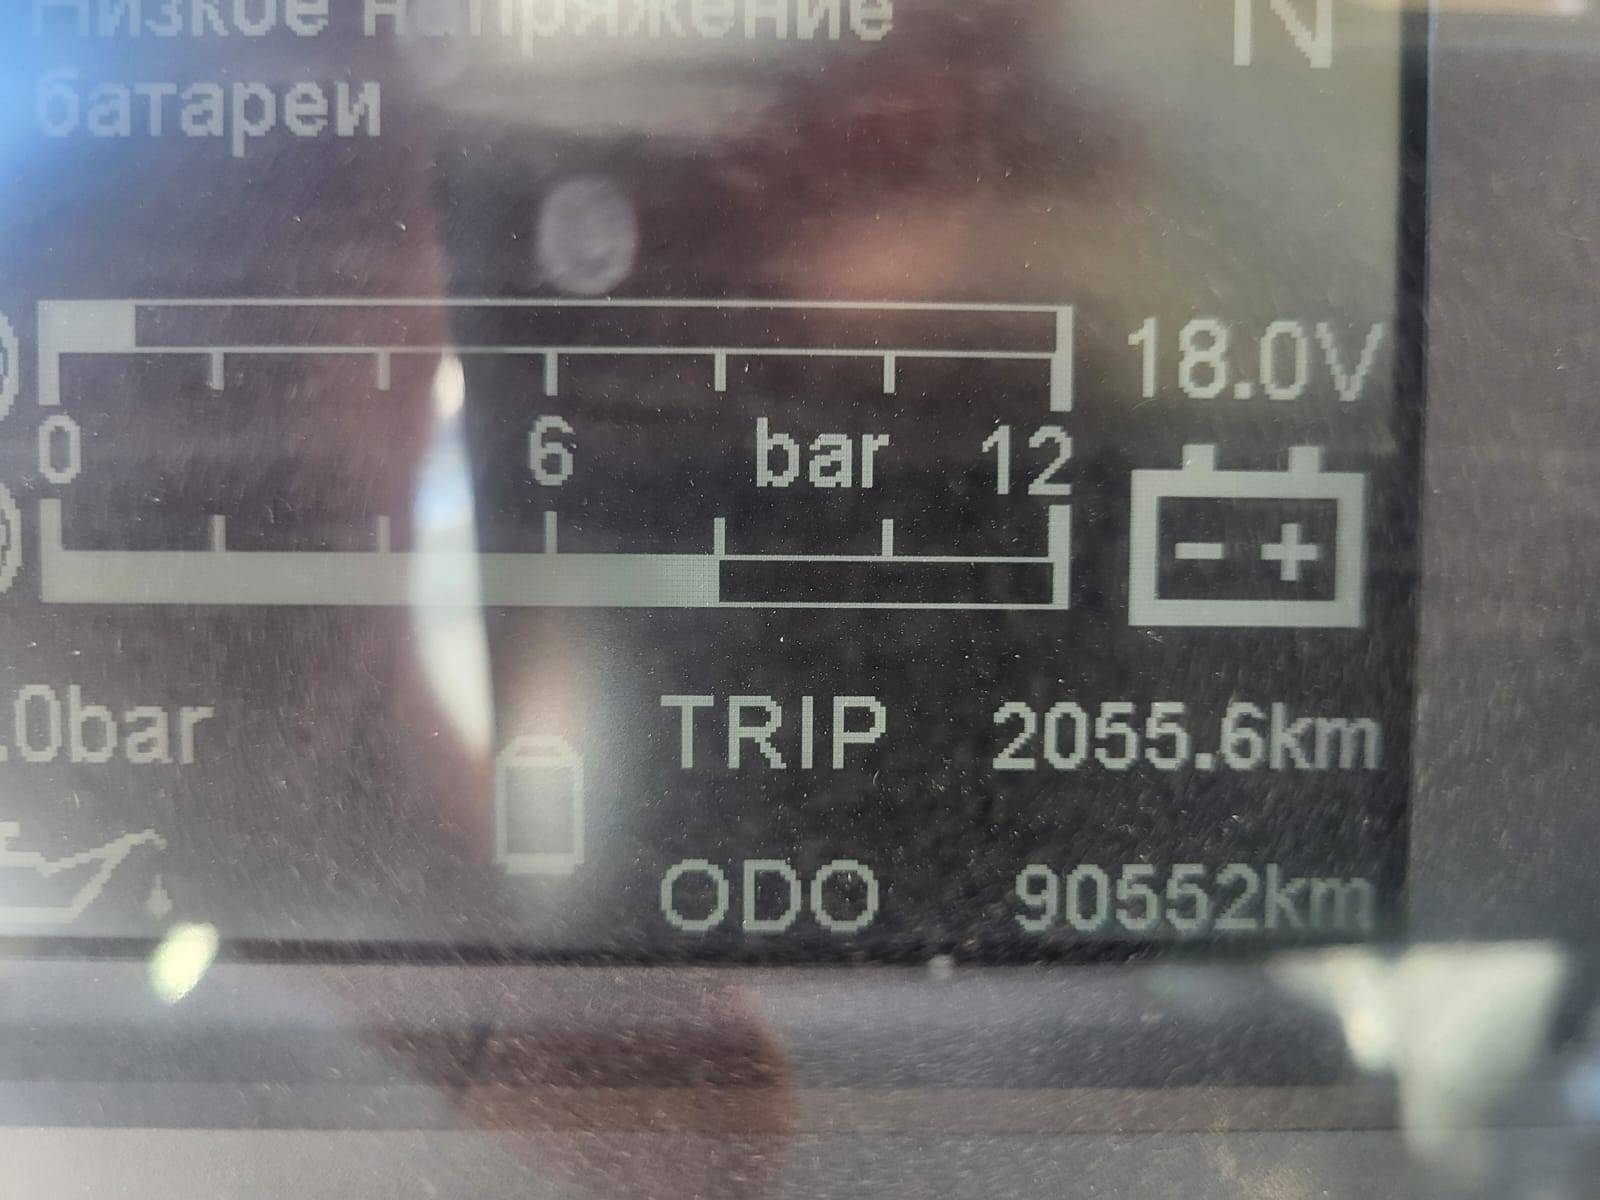 Низкое напряжение
N
батареи
18.0V
0 6 bar 12
- +
.0bar
TRIP 2055.6km
ODO 90552km